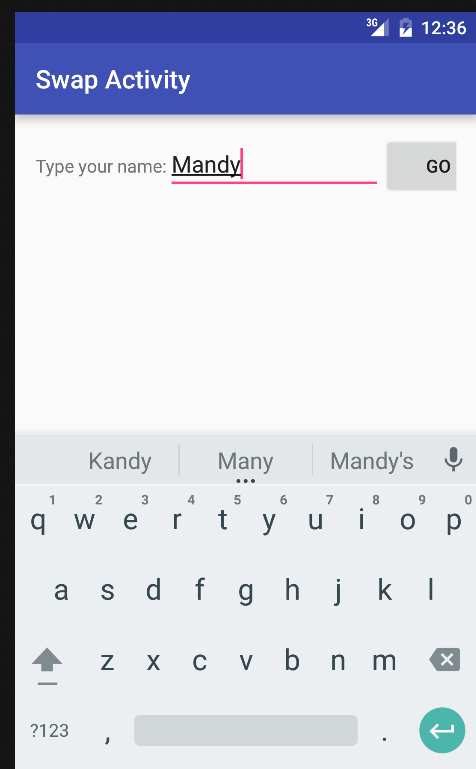 3G 12:36
Swap Activity
Type your name: Mandy GO
Kandy Many Mandy's
1 2 3 4 5 6 7 8 9 0
q w e r t y u i o p
a s d f g h j k l
z x c v b n m
?123 , .